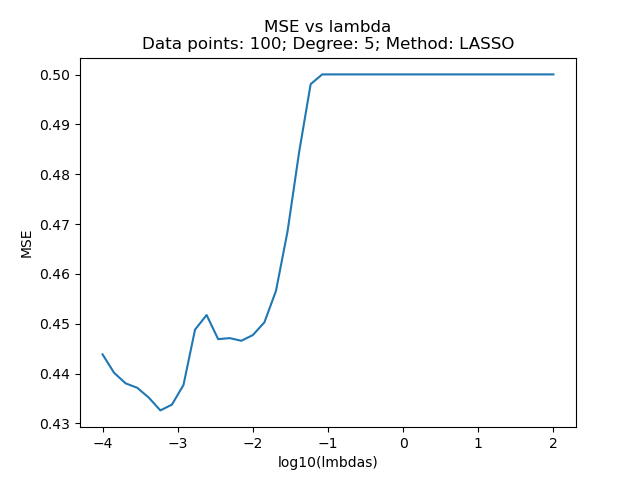 MSE vs lambda
Data points: 100; Degree: 5; Method: LASSO
0.50
0.49
0.48
0.47
0.46
0.45
0.44
0.43
MSE
−4 −3 −2 −1 0 1 2
log10(lmbdas)